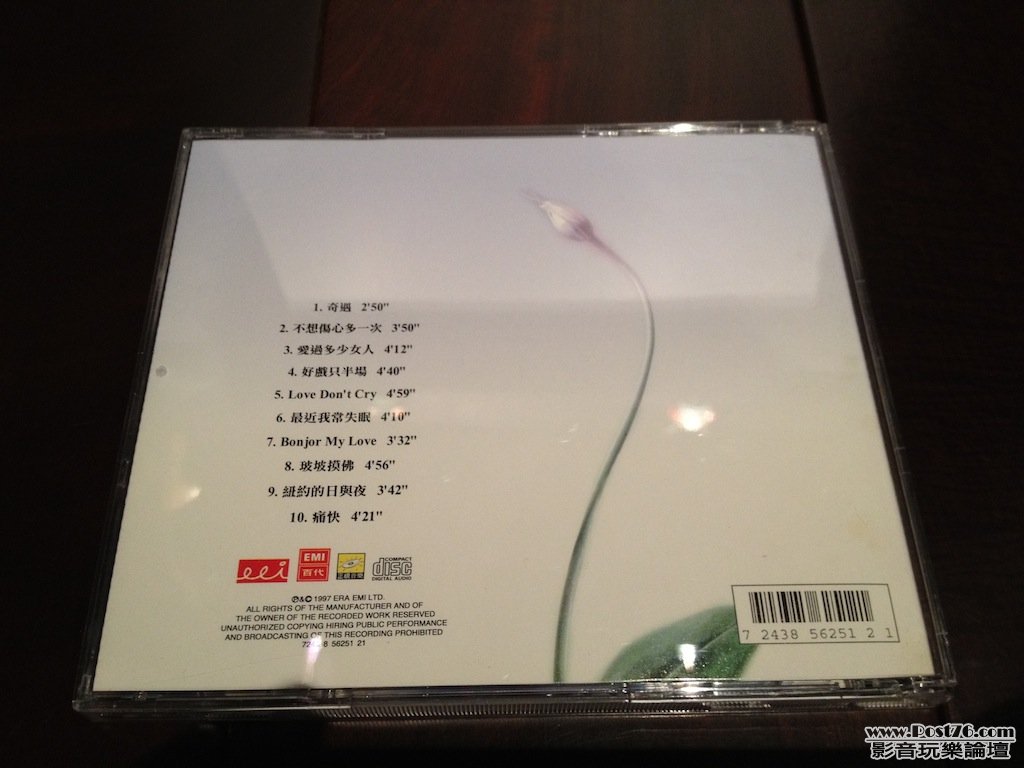 1. 奇遇 2'50"
2. 不想傷心多一次 3'50"
3. 愛過多少女人 4'12"
4. 好戲只半場 4'40"
5. Love Don't Cry 4'59"
6. 最近我常失眠 4'10"
7. Bonjor My Love 3'32"
8. 玻坡摸佛 4'56"
9. 紐約的日與夜 3'42"
10. 痛快 4'21"
eei EMI 百代 COMPACT disc DIGITAL AUDIO
℗&© 1997 ERA EMI LTD.
ALL RIGHTS OF THE MANUFACTURER AND OF
THE OWNER OF THE RECORDED WORK RESERVED
UNAUTHORIZED COPYING HIRING PUBLIC PERFORMANCE
AND BROADCASTING OF THIS RECORDING PROHIBITED
7243 8 56251 21
7 2438 56251 2 1
www.Post76.com
影音玩樂論壇